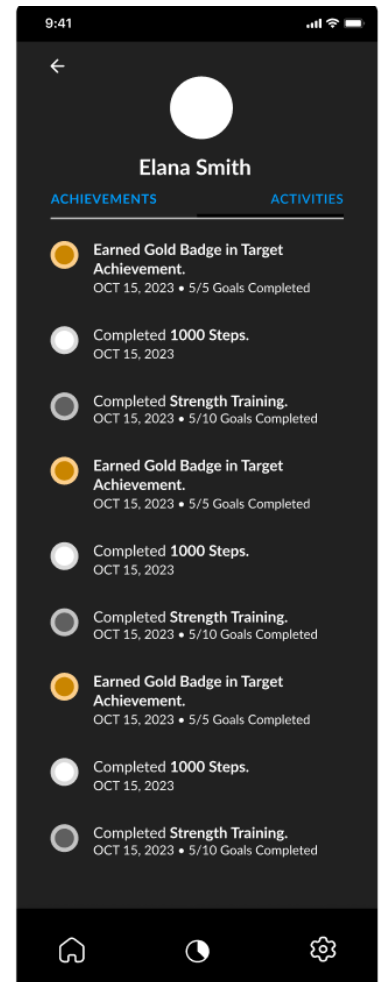 9:41
Elana Smith
ACHIEVEMENTS ACTIVITIES
Earned Gold Badge in Target
Achievement.
OCT 15, 2023 • 5/5 Goals Completed
Completed 1000 Steps.
OCT 15, 2023
Completed Strength Training.
OCT 15, 2023 • 5/10 Goals Completed
Earned Gold Badge in Target
Achievement.
OCT 15, 2023 • 5/5 Goals Completed
Completed 1000 Steps.
OCT 15, 2023
Completed Strength Training.
OCT 15, 2023 • 5/10 Goals Completed
Earned Gold Badge in Target
Achievement.
OCT 15, 2023 • 5/5 Goals Completed
Completed 1000 Steps.
OCT 15, 2023
Completed Strength Training.
OCT 15, 2023 • 5/10 Goals Completed